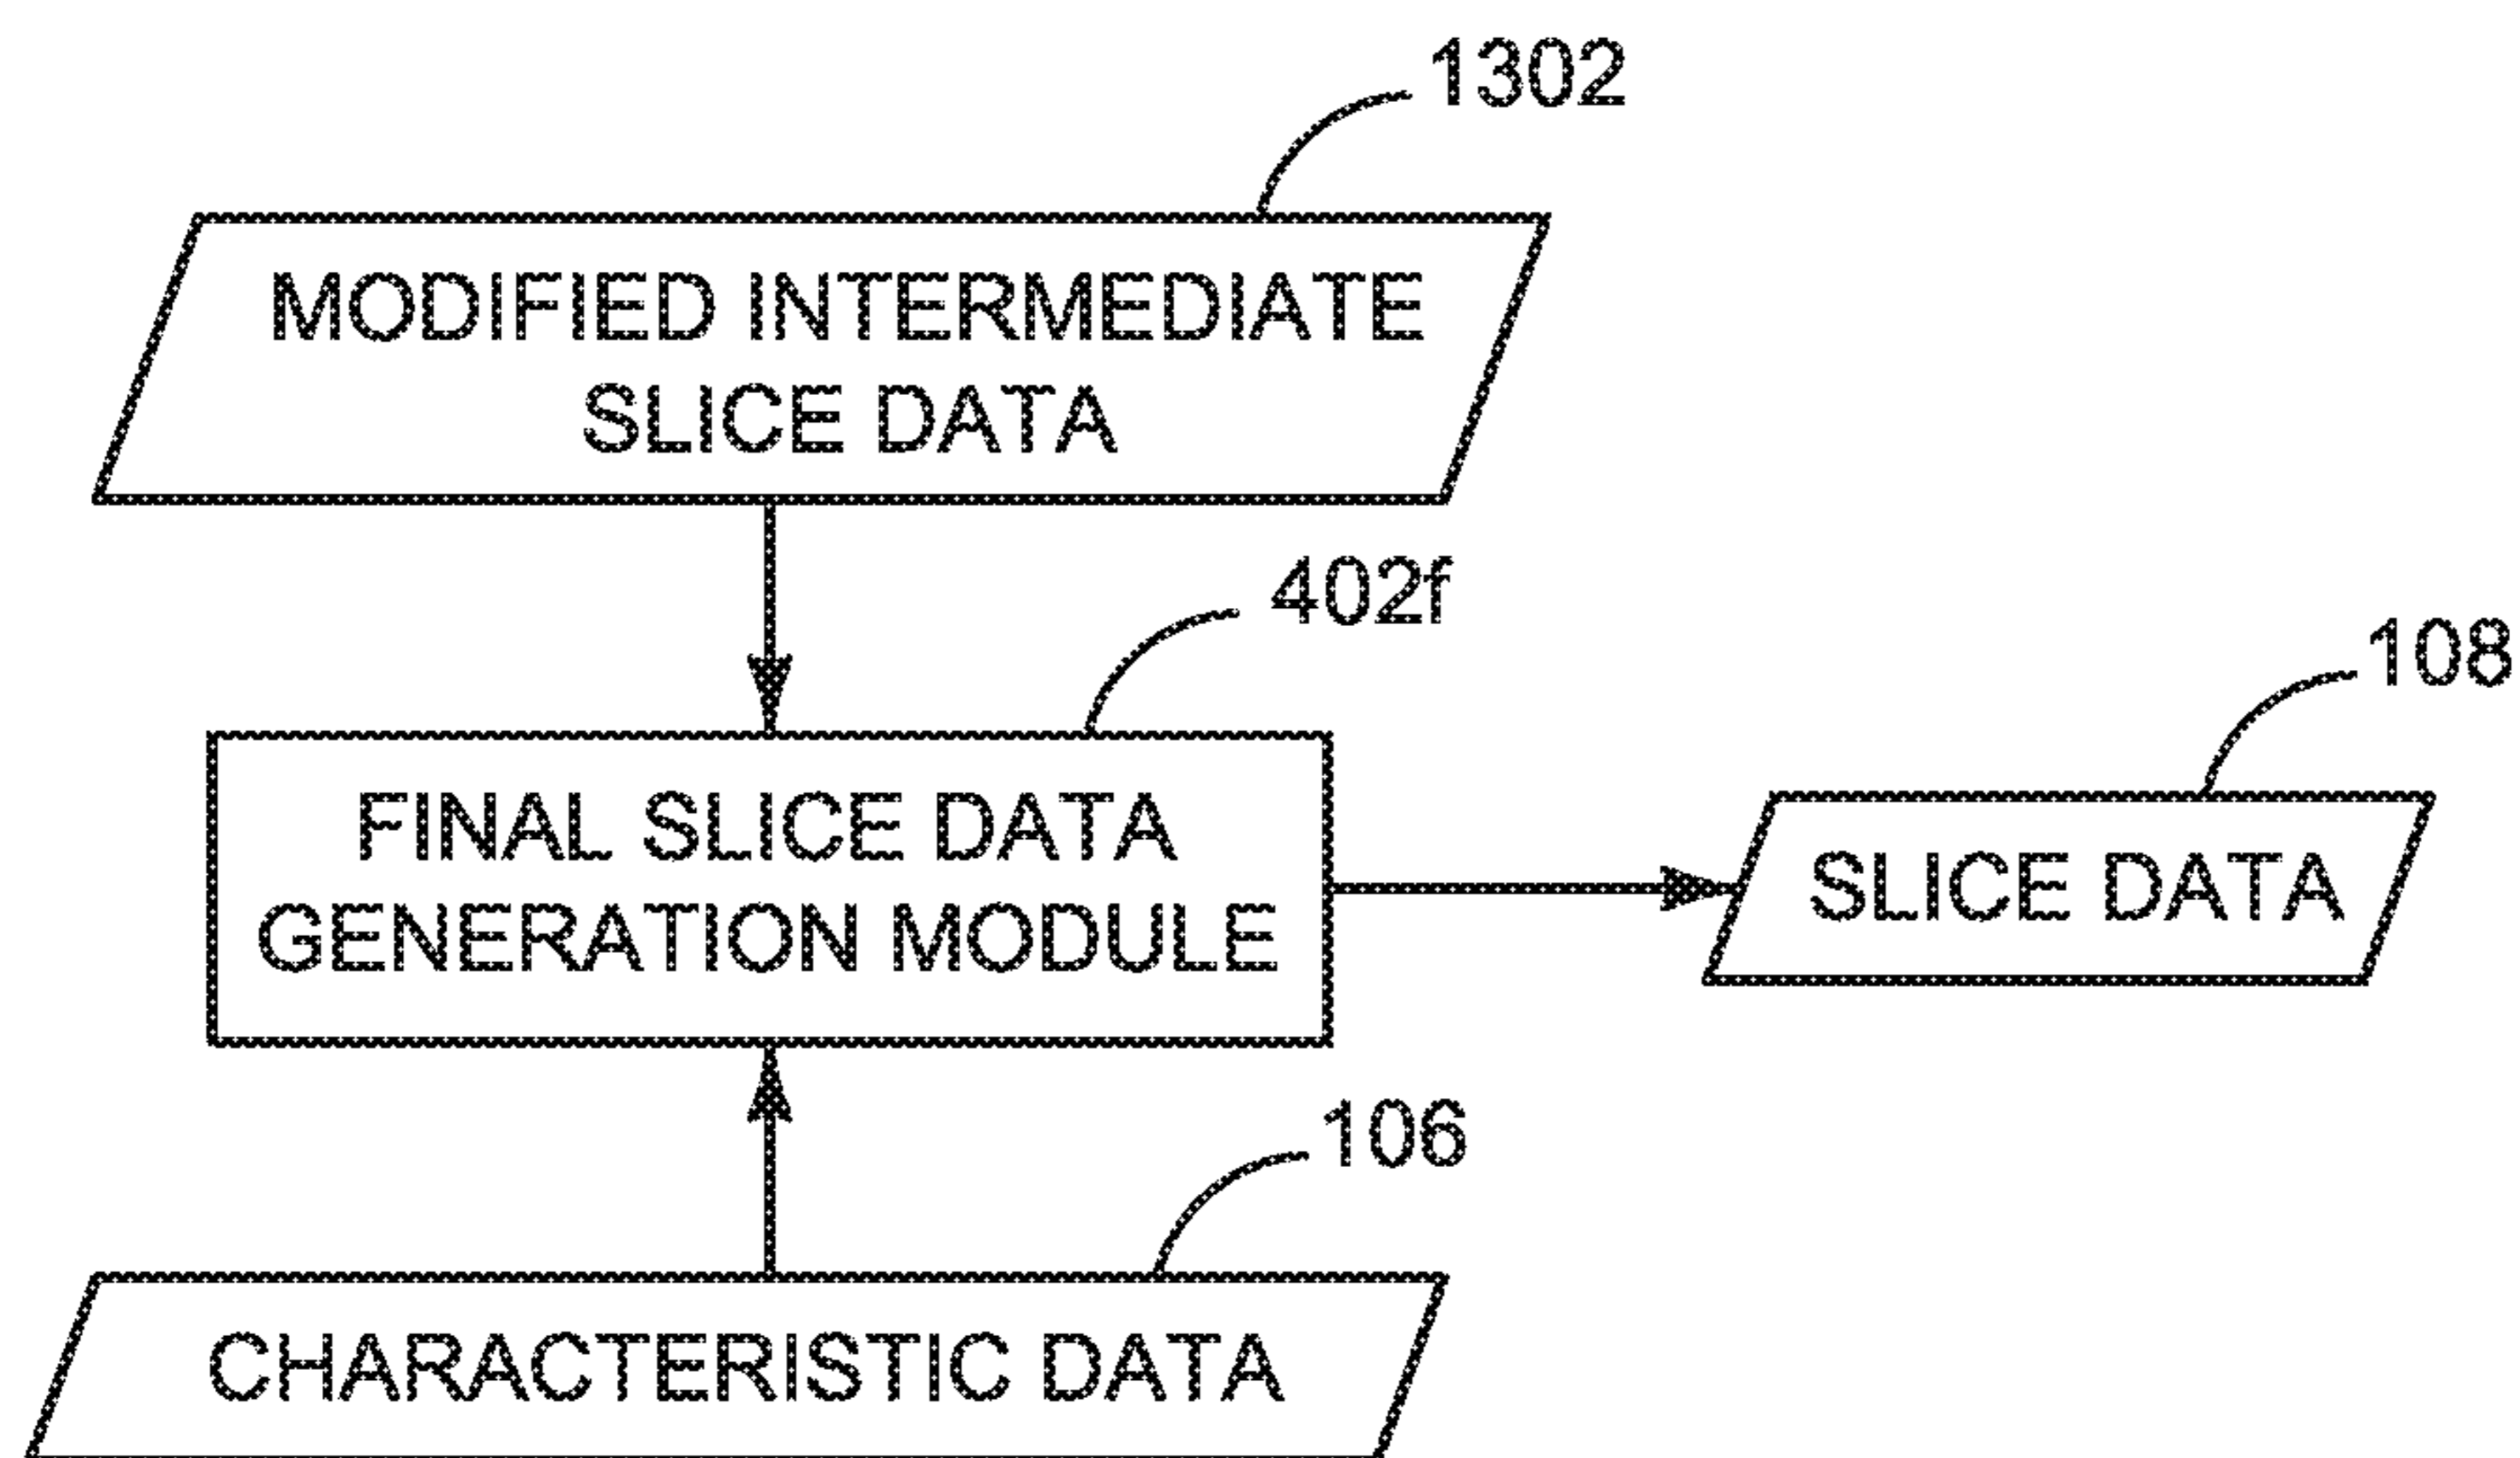 1302
MODIFIED INTERMEDIATE
SLICE DATA
402f
108
FINAL SLICE DATA
GENERATION MODULE
SLICE DATA
106
CHARACTERISTIC DATA